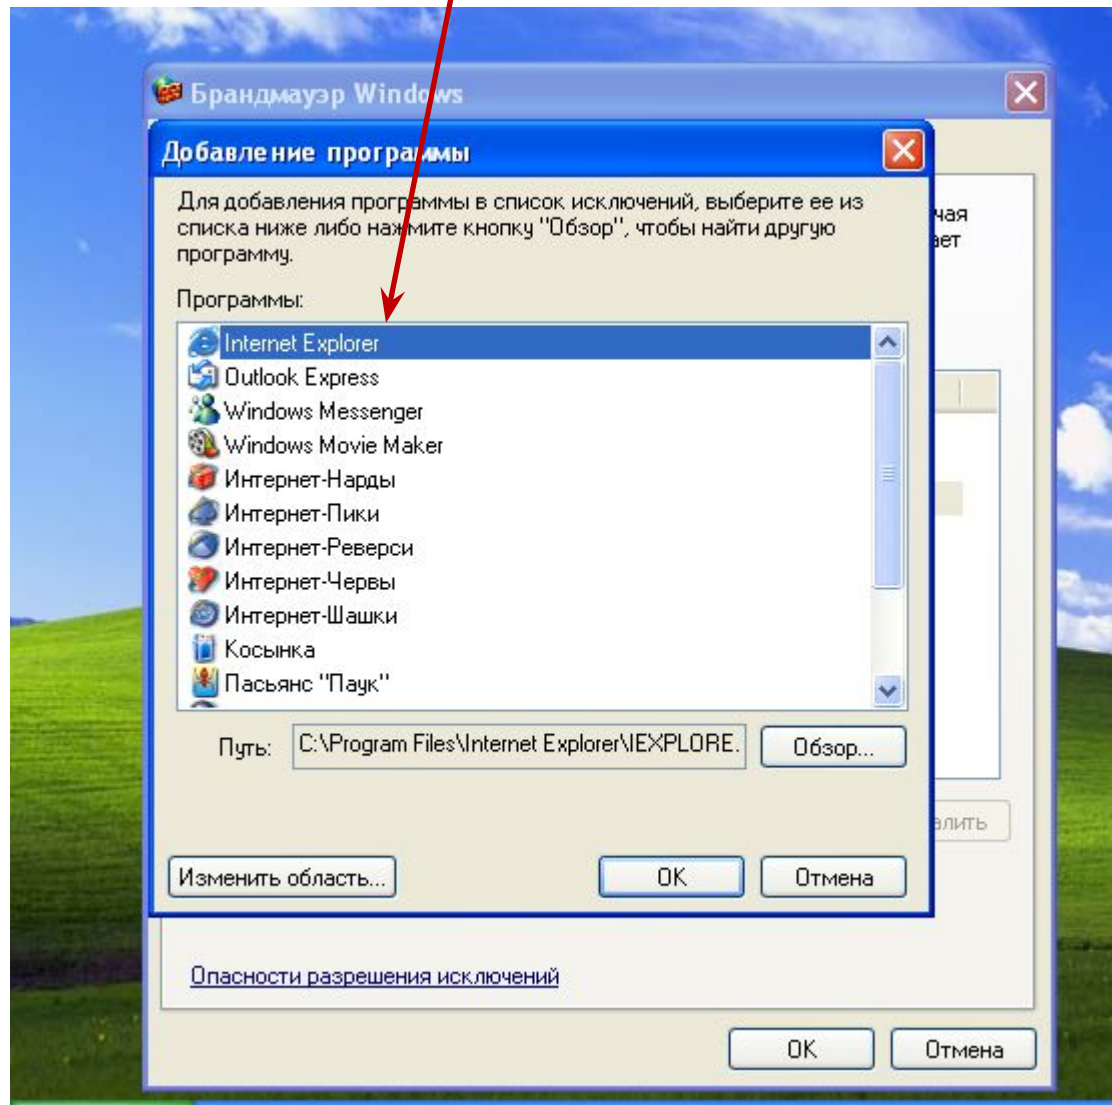 Брандмауэр Windows
Добавление программы
Для добавления программы в список исключений, выберите ее из
списка ниже либо нажмите кнопку "Обзор", чтобы найти другую
программу.
Программы:
Internet Explorer
Outlook Express
Windows Messenger
Windows Movie Maker
Интернет-Нарды
Интернет-Пики
Интернет-Реверси
Интернет-Червы
Интернет-Шашки
Косынка
Пасьянс "Паук"
Путь: C:\Program Files\Internet Explorer\IEXPLORE. Обзор...
Изменить область... OK Отмена
Опасности разрешения исключений
OK Отмена